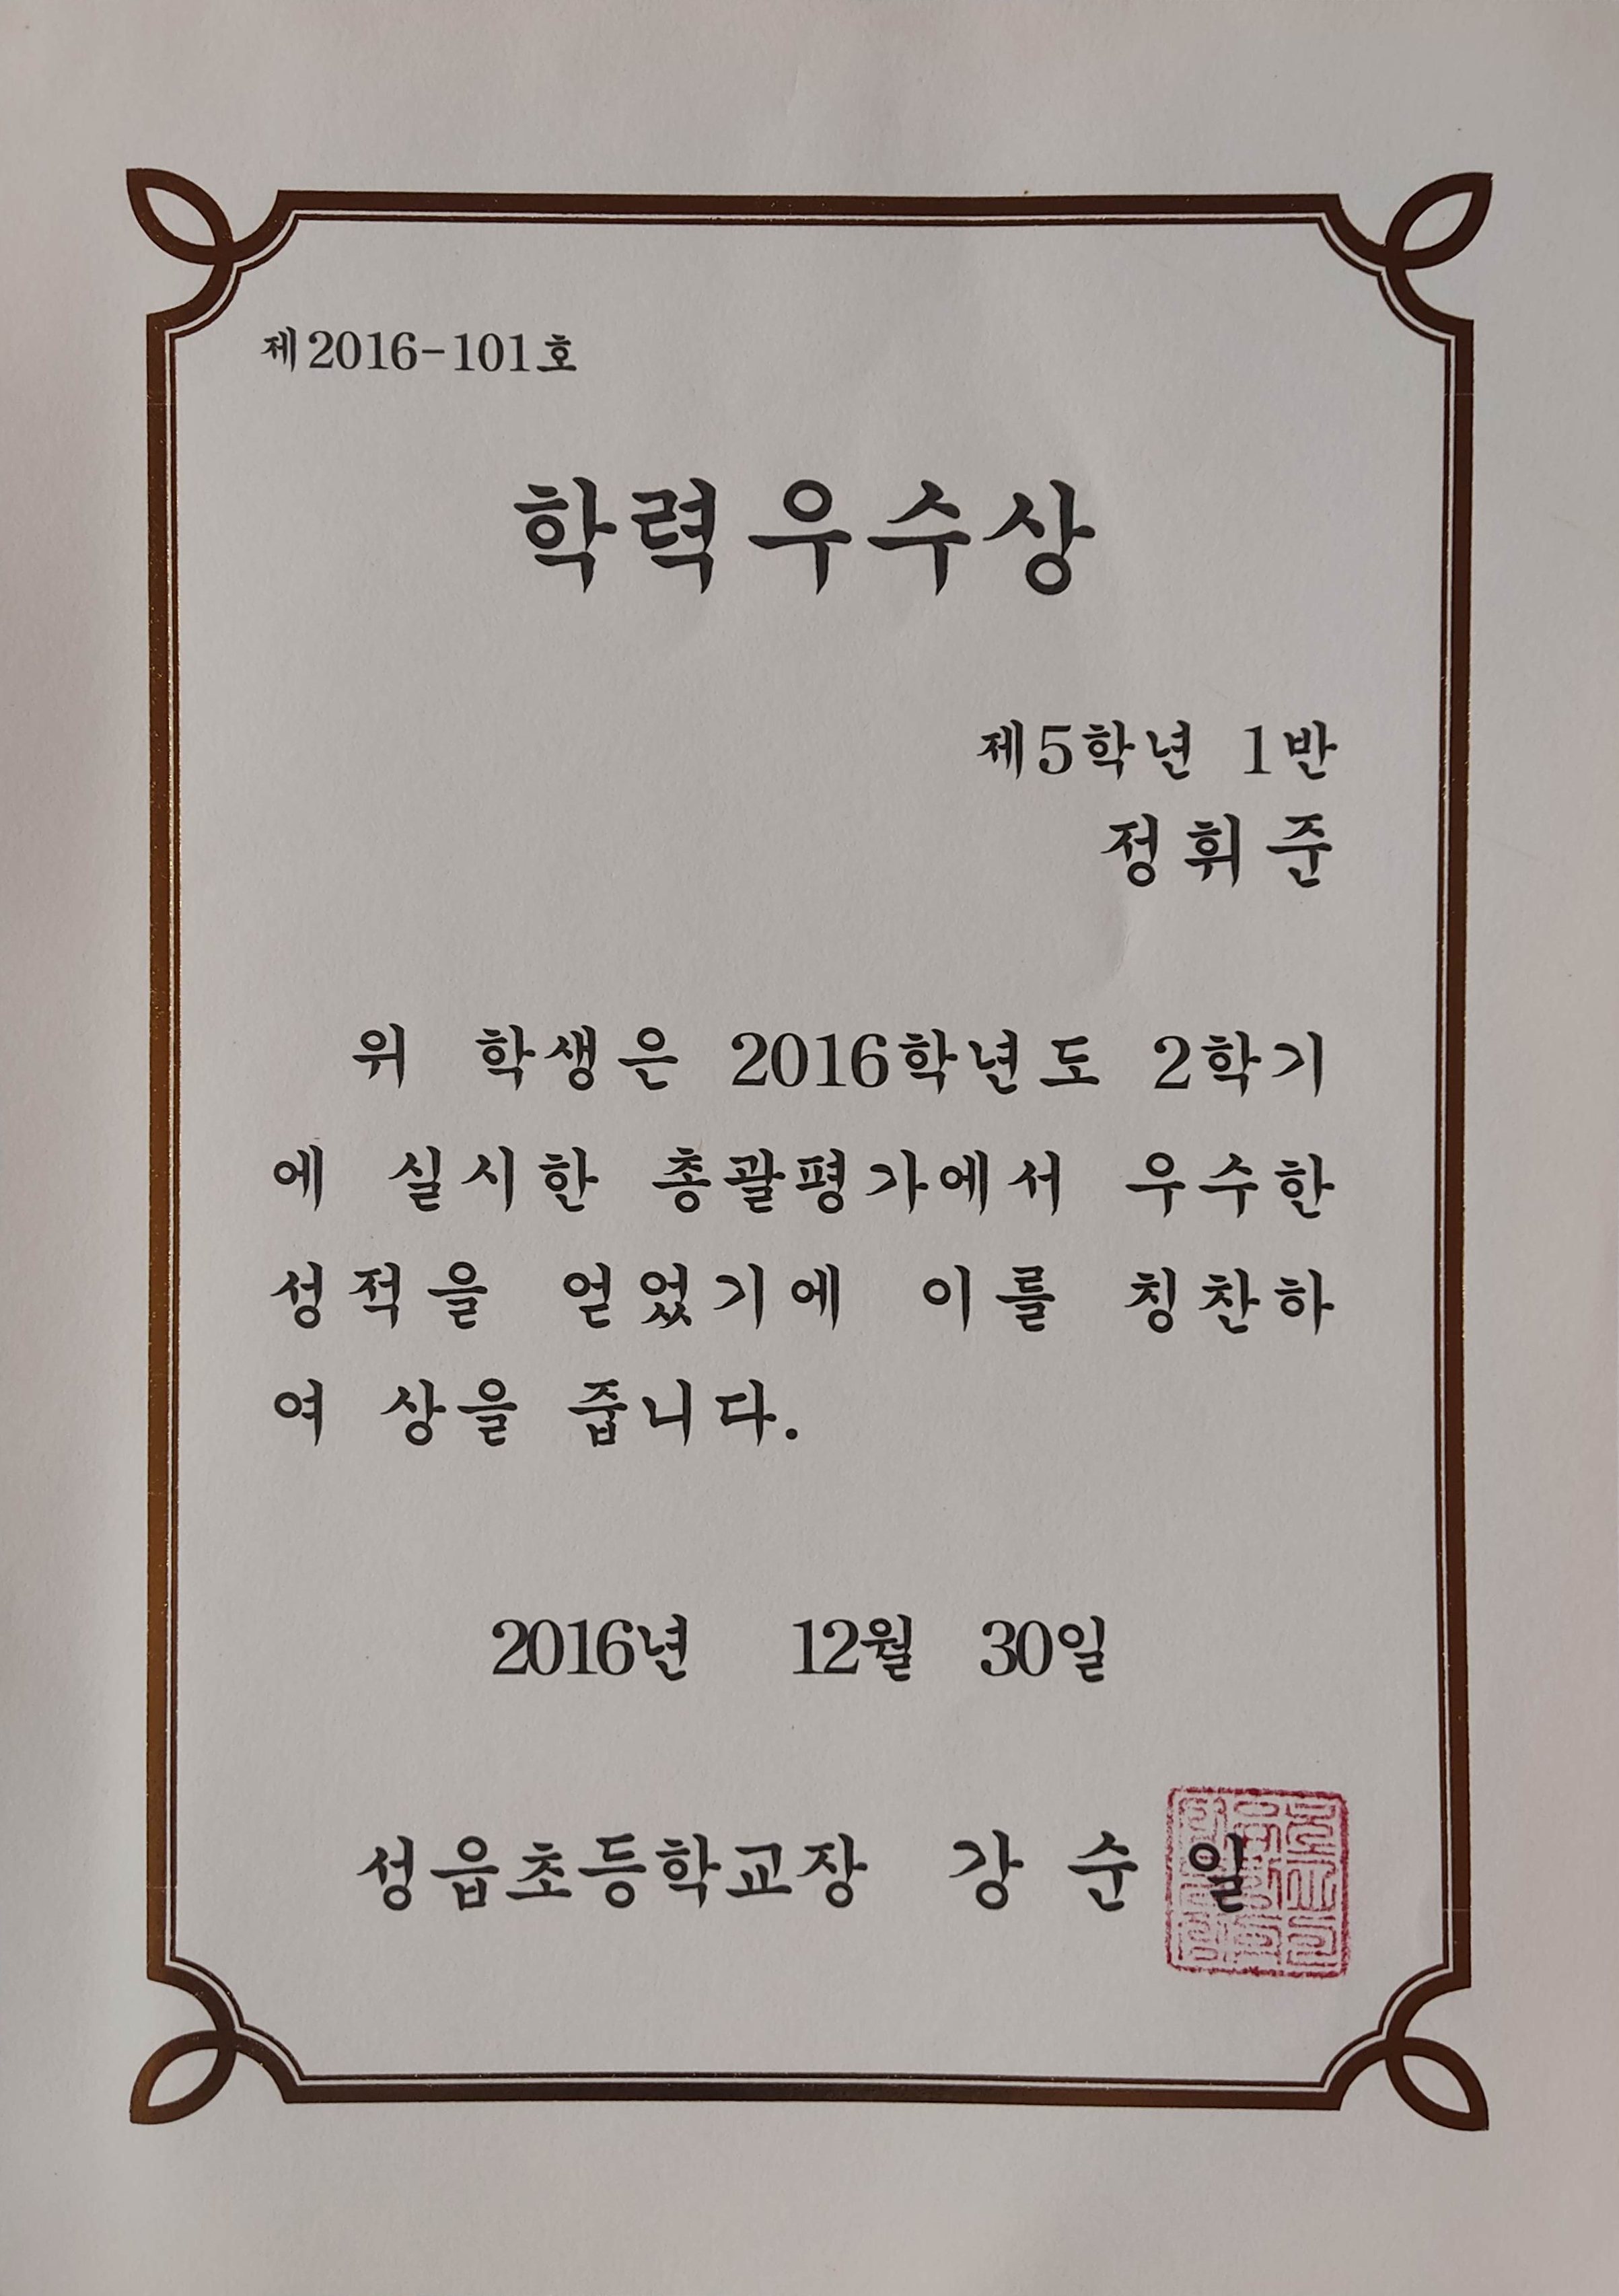 제2016-101호
학력우수상
제5학년 1반
정휘준
위 학생은 2016학년도 2학기
에 실시한 총괄평가에서 우수한
성적을 얻었기에 이를 칭찬하
여 상을 줍니다.
2016년 12월 30일
성읍초등학교장 강순일